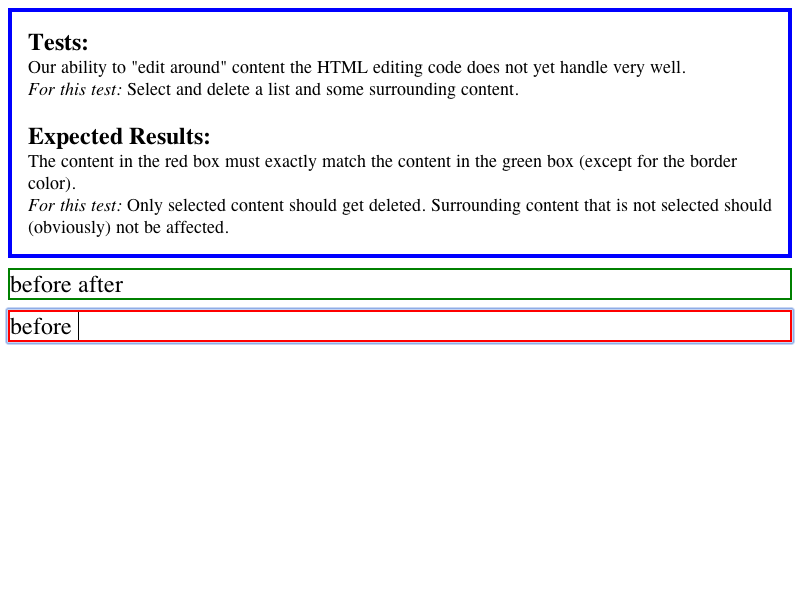 Tests:
Our ability to "edit around" content the HTML editing code does not yet handle very well.
For this test: Select and delete a list and some surrounding content.
Expected Results:
The content in the red box must exactly match the content in the green box (except for the border
color).
For this test: Only selected content should get deleted. Surrounding content that is not selected should
(obviously) not be affected.
before after
before